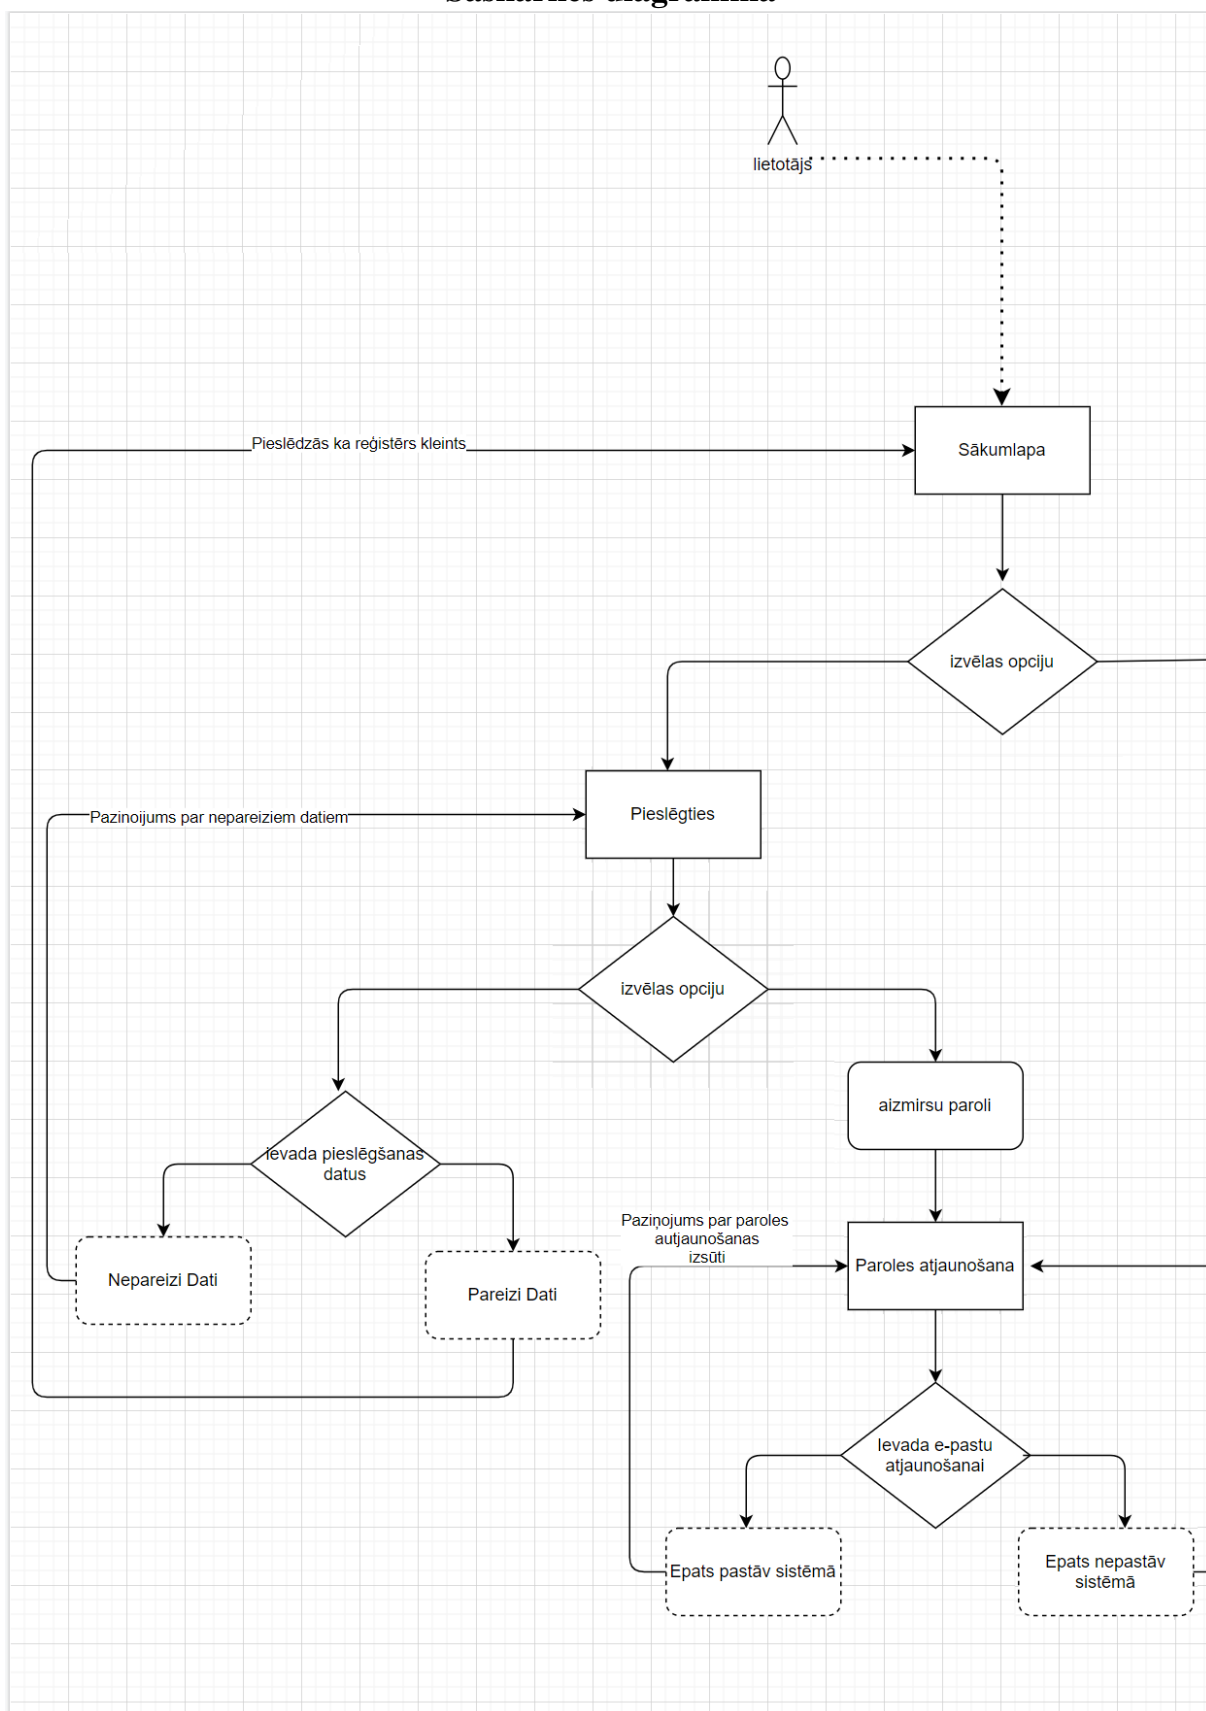 Saskarnes diagramma
lietotājs
Pieslēdzās ka reģistērs kleints
Sākumlapa
izvēlas opciju
Pazinoijums par nepareiziem datiem
Pieslēgties
izvēlas opciju
aizmirsu paroli
ievada pieslēgšanas
datus
Paziņojums par paroles
autjaunošanas
izsūti
Nepareizi Dati
Pareizi Dati
Paroles atjaunošana
Ievada e-pastu
atjaunošanai
Epats pastāv sistēmā
Epats nepastāv
sistēmā